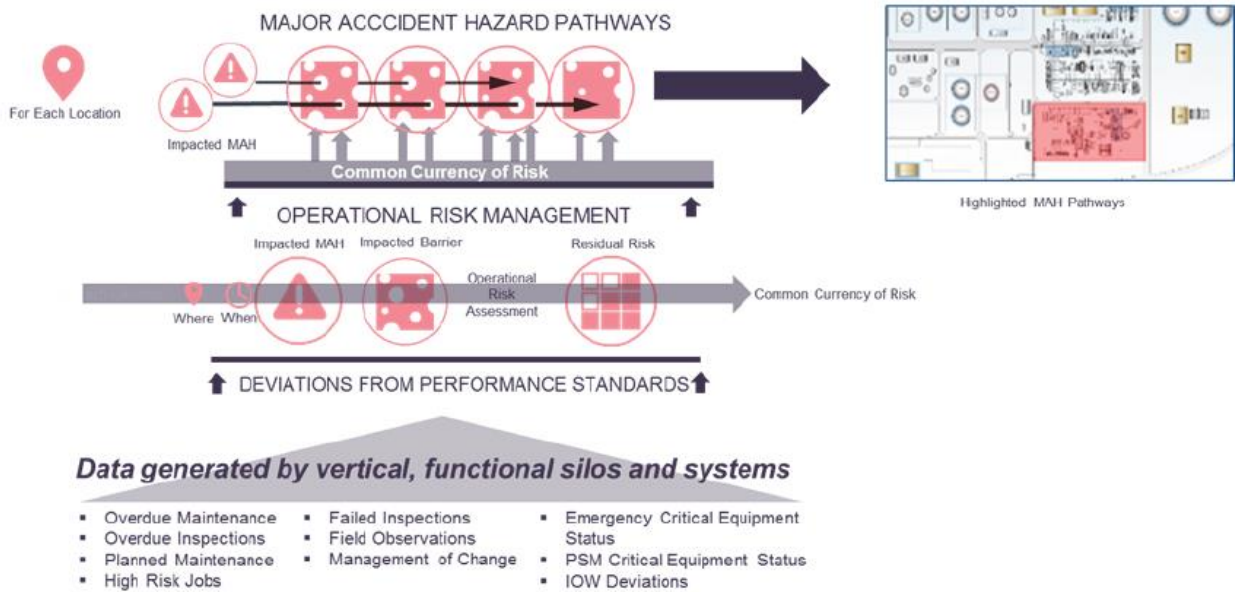 MAJOR ACCCIDENT HAZARD PATHWAYS
For Each Location
Impacted MAH
Common Currency of Risk
Highlighted MAH Pathways
OPERATIONAL RISK MANAGEMENT
Impacted MAH
Impacted Barrier
Residual Risk
Where
When
Operational
Risk
Assessment
Common Currency of Risk
DEVIATIONS FROM PERFORMANCE STANDARDS
Data generated by vertical, functional silos and systems
▪ Overdue Maintenance
▪ Overdue Inspections
▪ Planned Maintenance
▪ High Risk Jobs
▪ Failed Inspections
▪ Field Observations
▪ Management of Change
▪ Emergency Critical Equipment
Status
▪ PSM Critical Equipment Status
▪ IOW Deviations